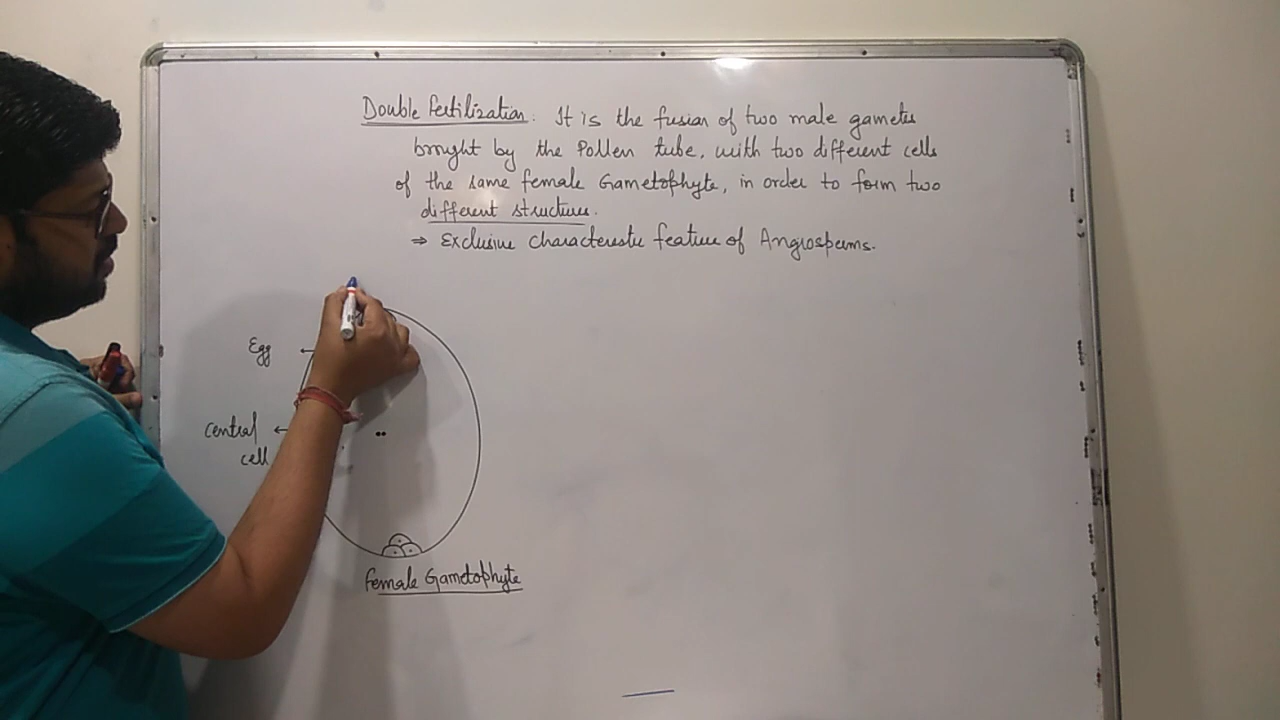 Double Fertilization: It is the fusion of two male gametes
brought by the Pollen tube, with two different cells
of the same female Gametophyte, in order to form two
different structures.
⇒ Exclusive characterestic feature of Angiosperms.
Egg ←
central ←
cell
Female Gametophyte